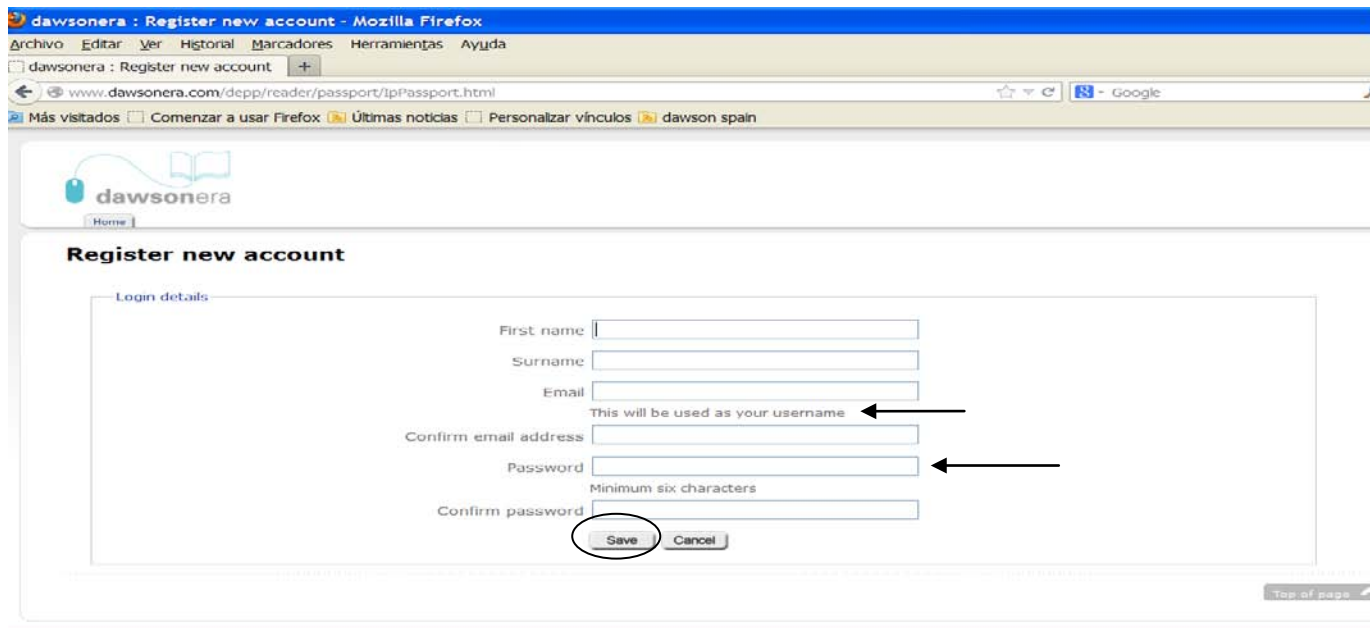 dawsonera : Register new account - Mozilla Firefox
Archivo Editar Ver Historial Marcadores Herramientas Ayuda
dawsonera : Register new account +
www.dawsonera.com/depp/reader/passport/IpPassport.html 8 - Google
Más visitados Comenzar a usar Firefox Últimas noticias Personalizar vínculos dawson spain
dawsonera
Home
Register new account
Login details
First name
Surname
Email
This will be used as your username
Confirm email address
Password
Minimum six characters
Confirm password
Save Cancel
Top of page